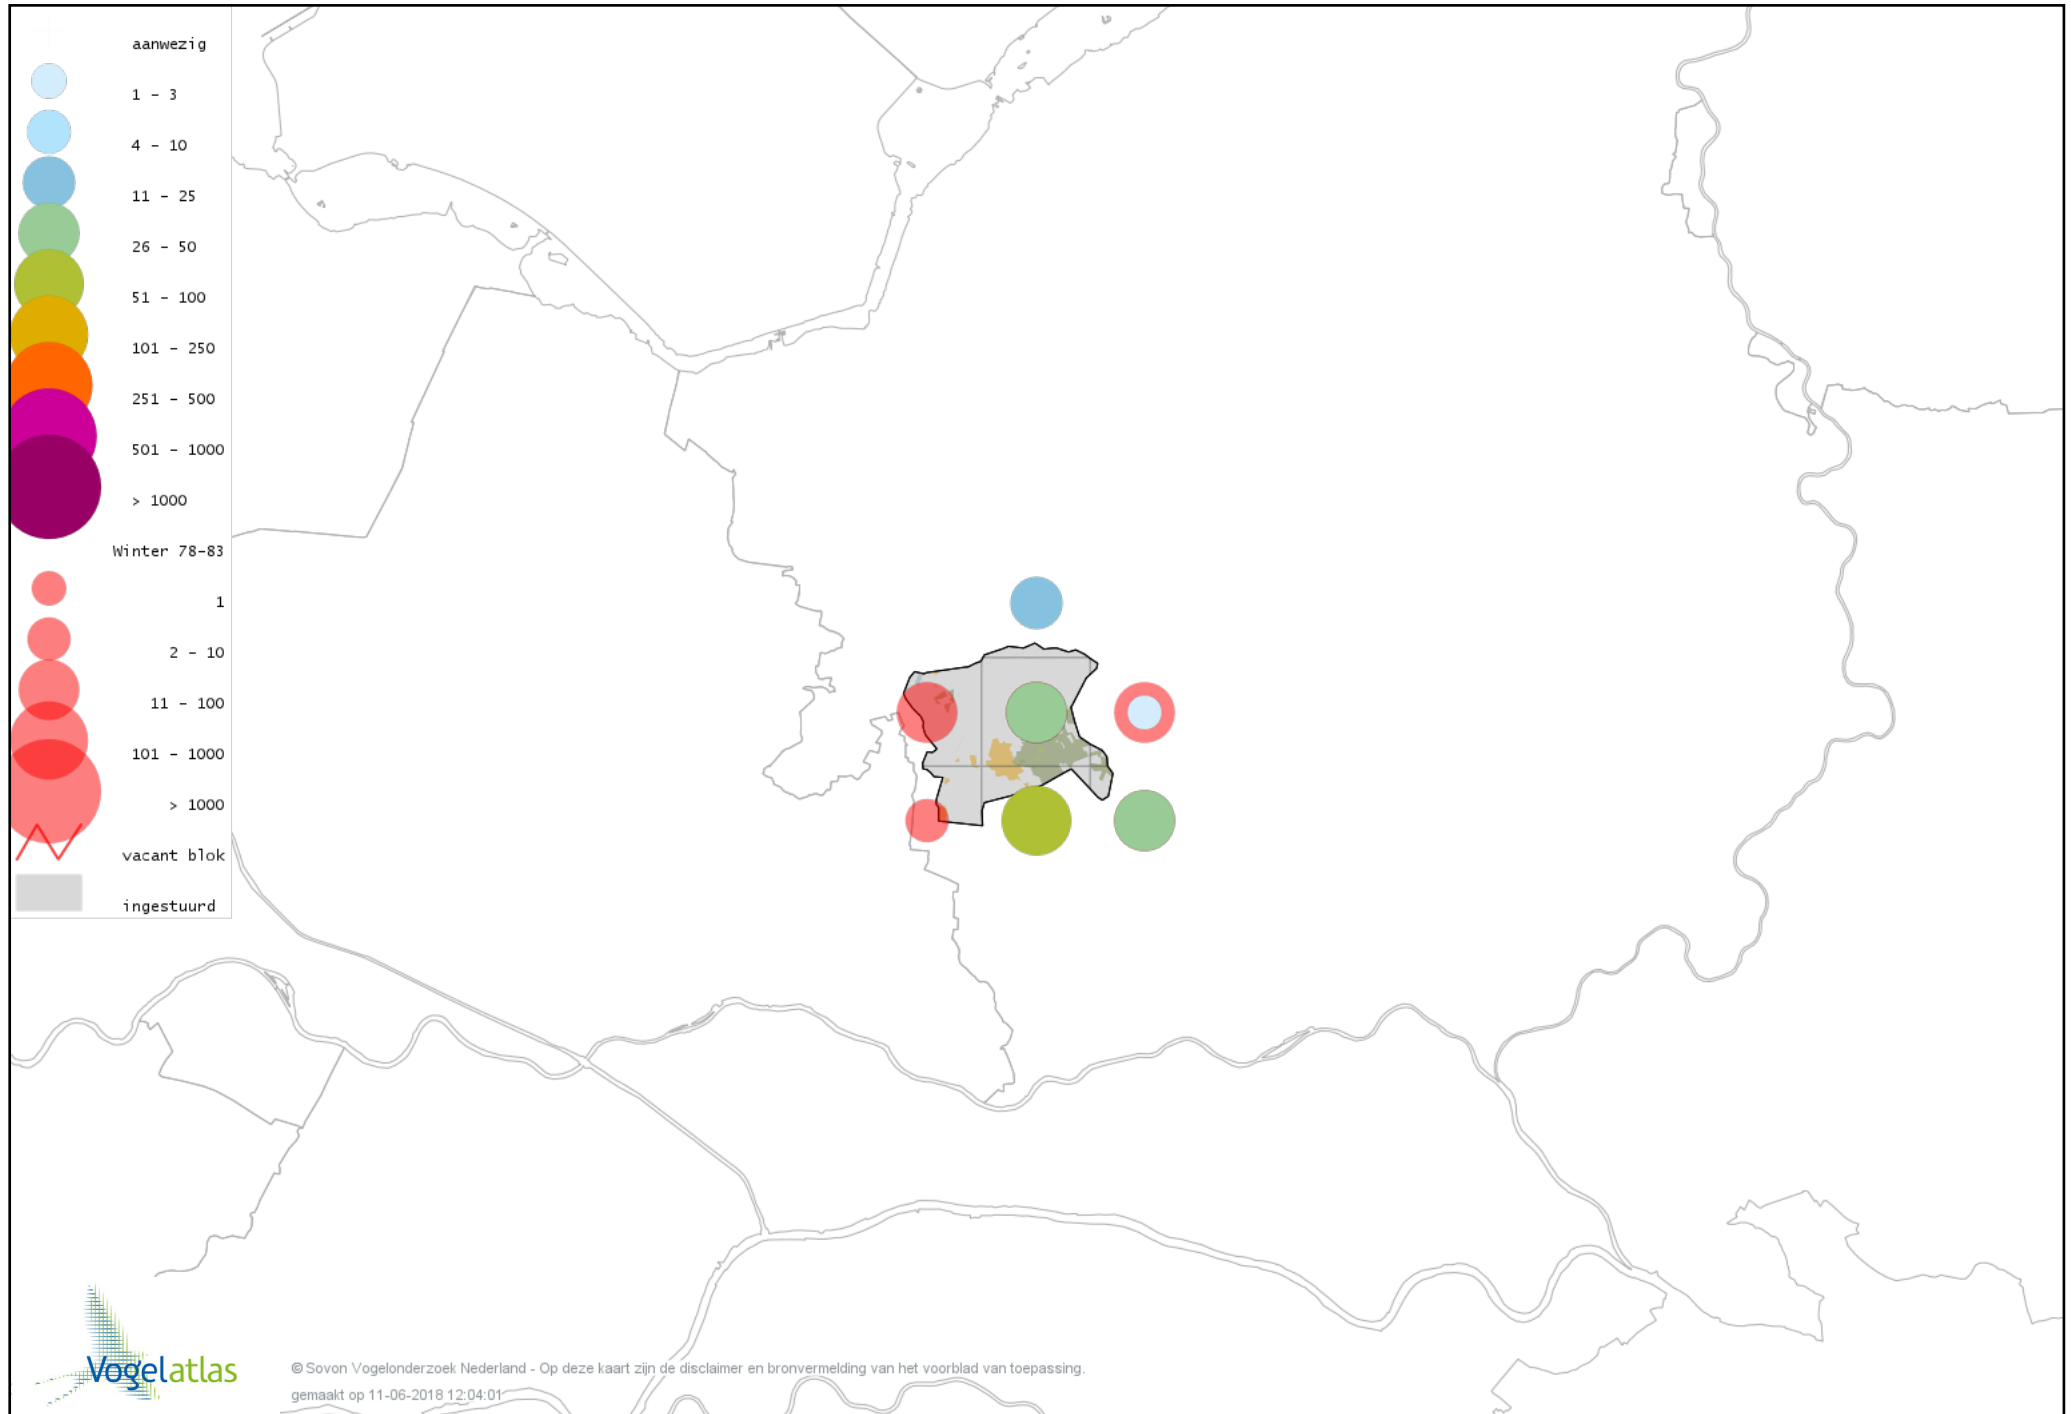 aanwezig
1 - 3
4 - 10
11 - 25
26 - 50
51 - 100
101 - 250
251 - 500
501 - 1000
> 1000
Winter 78-83
1
2 - 10
11 - 100
101 - 1000
> 1000
vacant blok
ingestuurd
Vogelatlas
© Sovon Vogelonderzoek Nederland - Op deze kaart zijn de disclaimer en bronvermelding van het voorblad van toepassing.
gemaakt op 11-06-2018 12:04:01